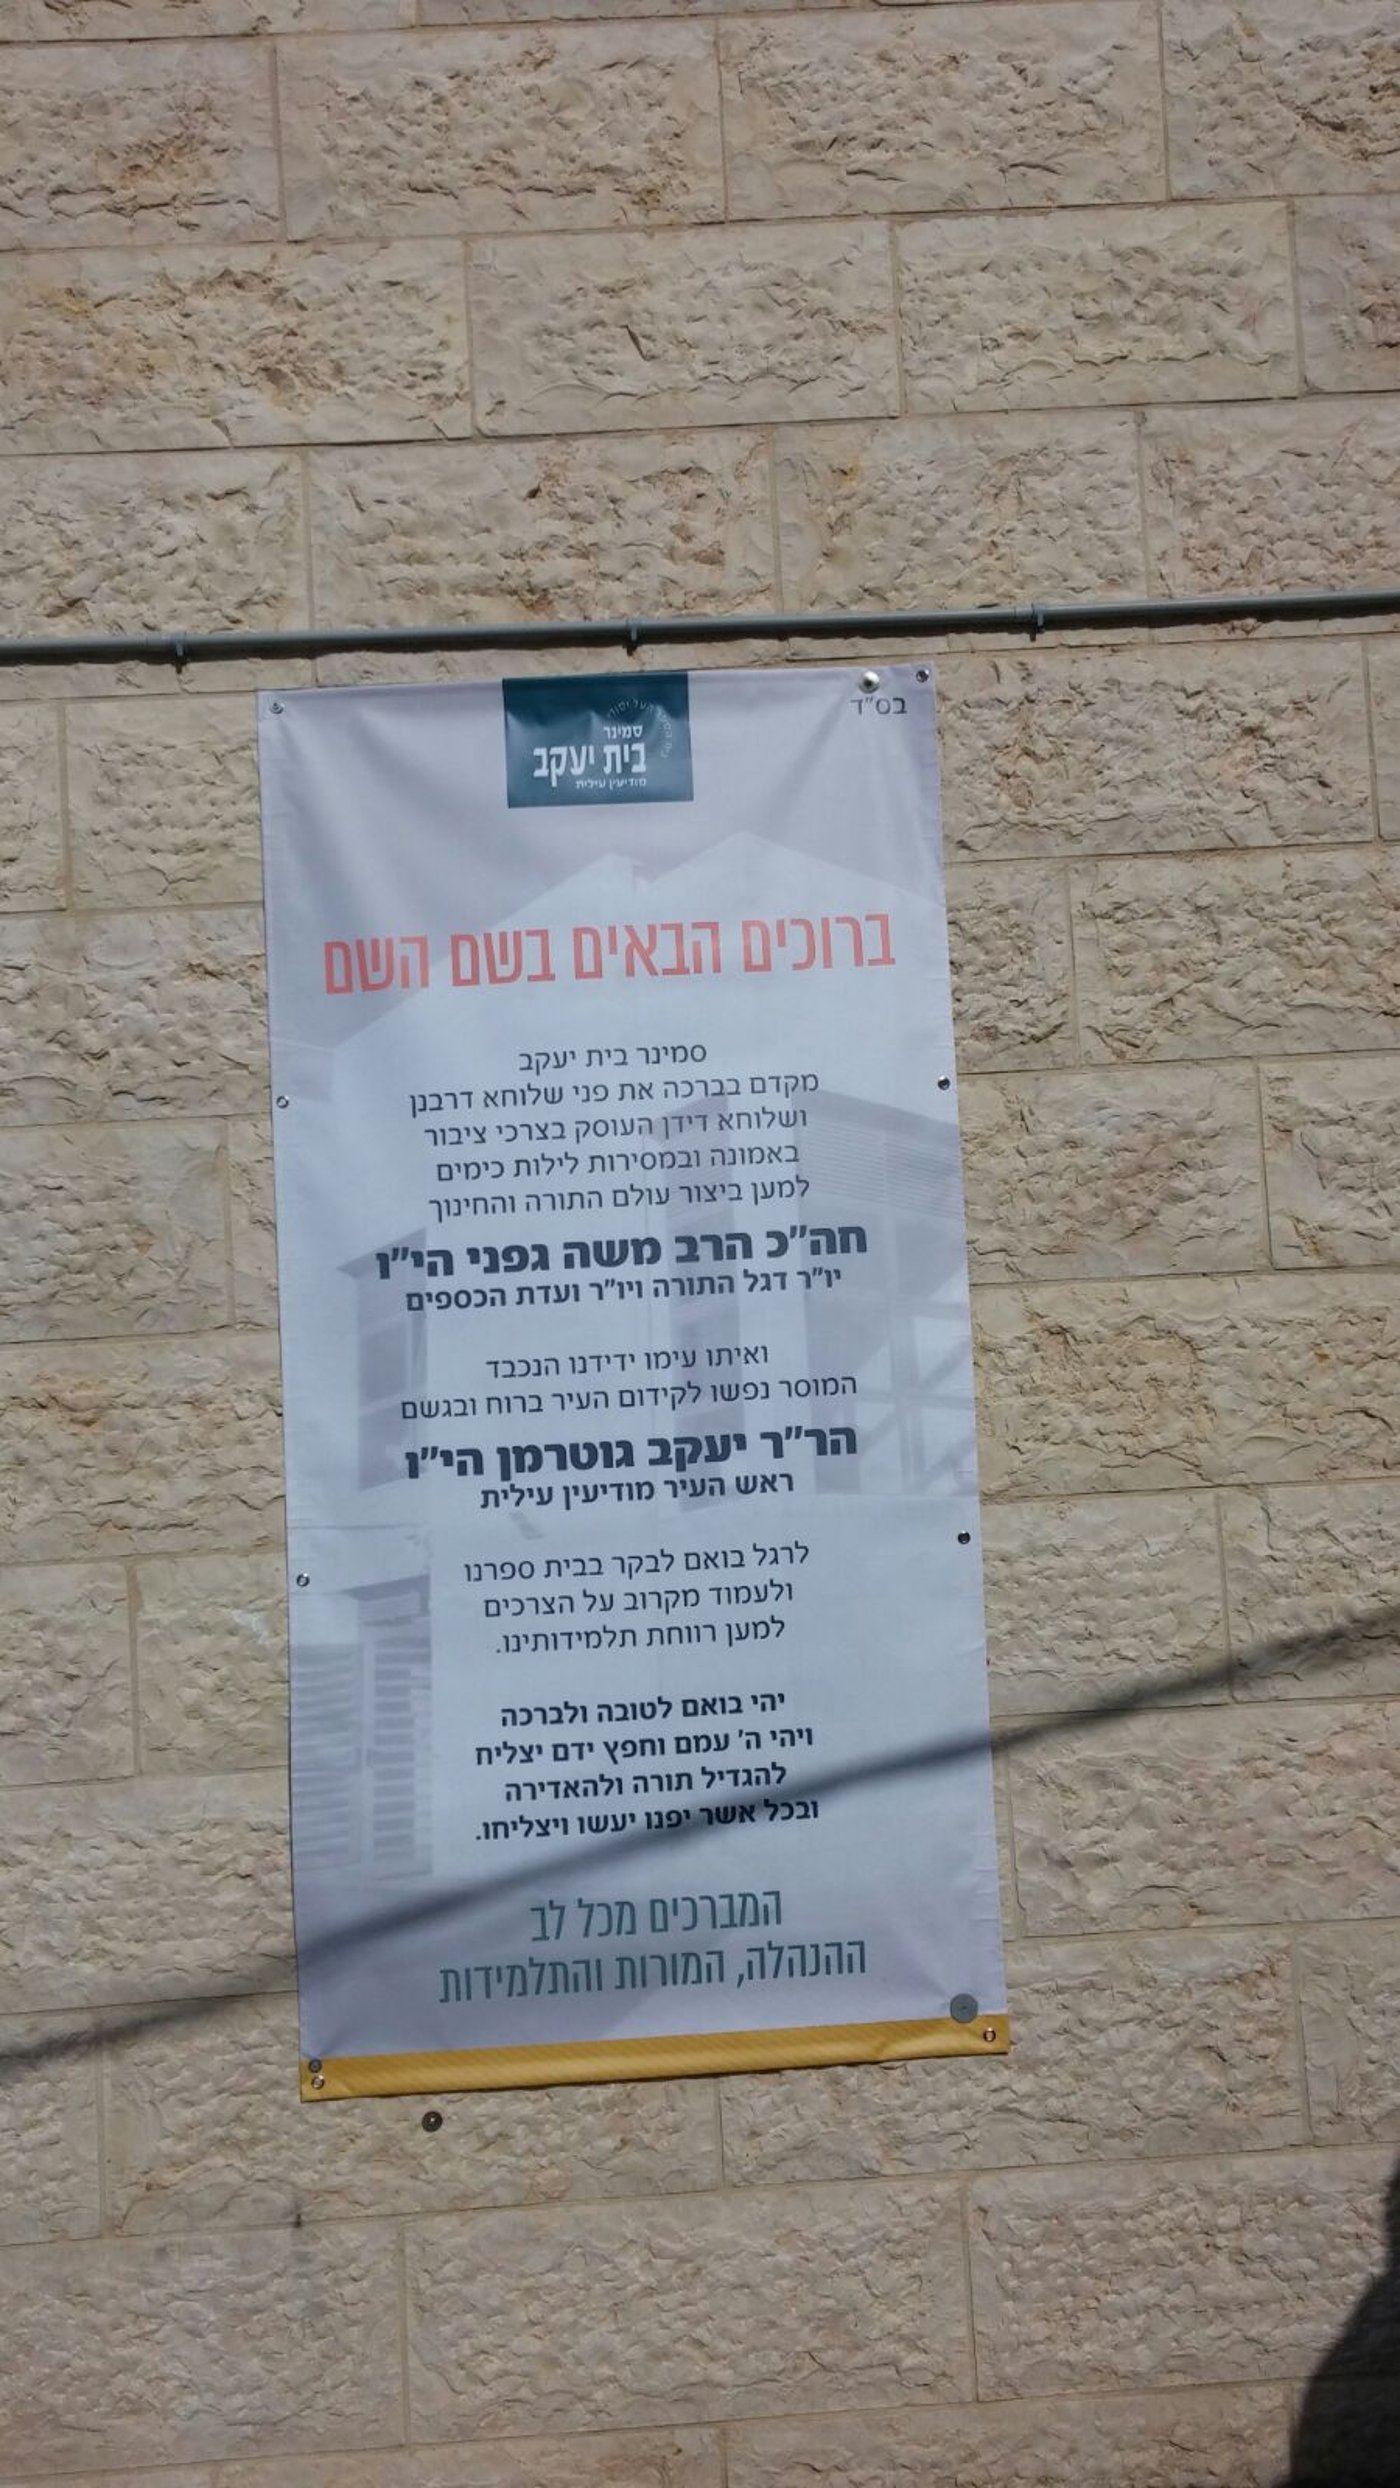 בס"ד
סמינר
בית יעקב
מודיעין עילית
ברוכים הבאים בשם השם
סמינר בית יעקב
מקדם בברכה את פני שלוחא דרבנן
ושלוחא דידן העוסק בצרכי ציבור
באמונה ובמסירות לילות כימים
למען ביצור עולם התורה והחינוך
חה"כ הרב משה גפני הי"ו
יו"ר דגל התורה ויו"ר ועדת הכספים
ואיתו עימו ידידנו הנכבד
המוסר נפשו לקידום העיר ברוח ובגשם
הר"ר יעקב גוטרמן הי"ו
ראש העיר מודיעין עילית
לרגל בואם לבקר בבית ספרנו
ולעמוד מקרוב על הצרכים
למען רווחת תלמידותינו.
יהי בואם לטובה ולברכה
ויהי ה' עמם וחפץ ידם יצליח
להגדיל תורה ולהאדירה
ובכל אשר יפנו יעשו ויצליחו.
המברכים מכל לב
ההנהלה, המורות והתלמידות